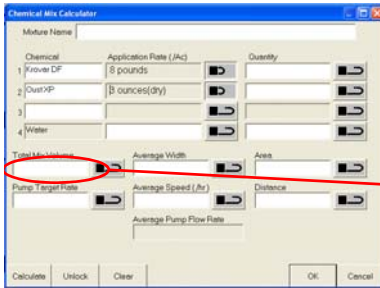 Chemical Mix Calculator
Mixture Name
Chemical Application Rate (/Ac) Quantity
1 Krovar DF 8 pounds
2 OustXP 3 ounces(dry)
3
4 Water
Total Mix Volume Average Width Area
Pump Target Rate Average Speed (/hr) Distance
Average Pump Flow Rate
Calculate Unlock Clear OK Cancel